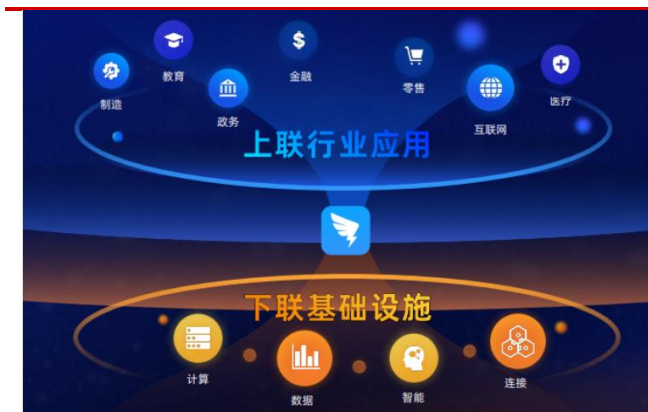 教育
金融
零售
制造
政务
互联网
医疗
上联行业应用
下联基础设施
计算
数据
智能
连接